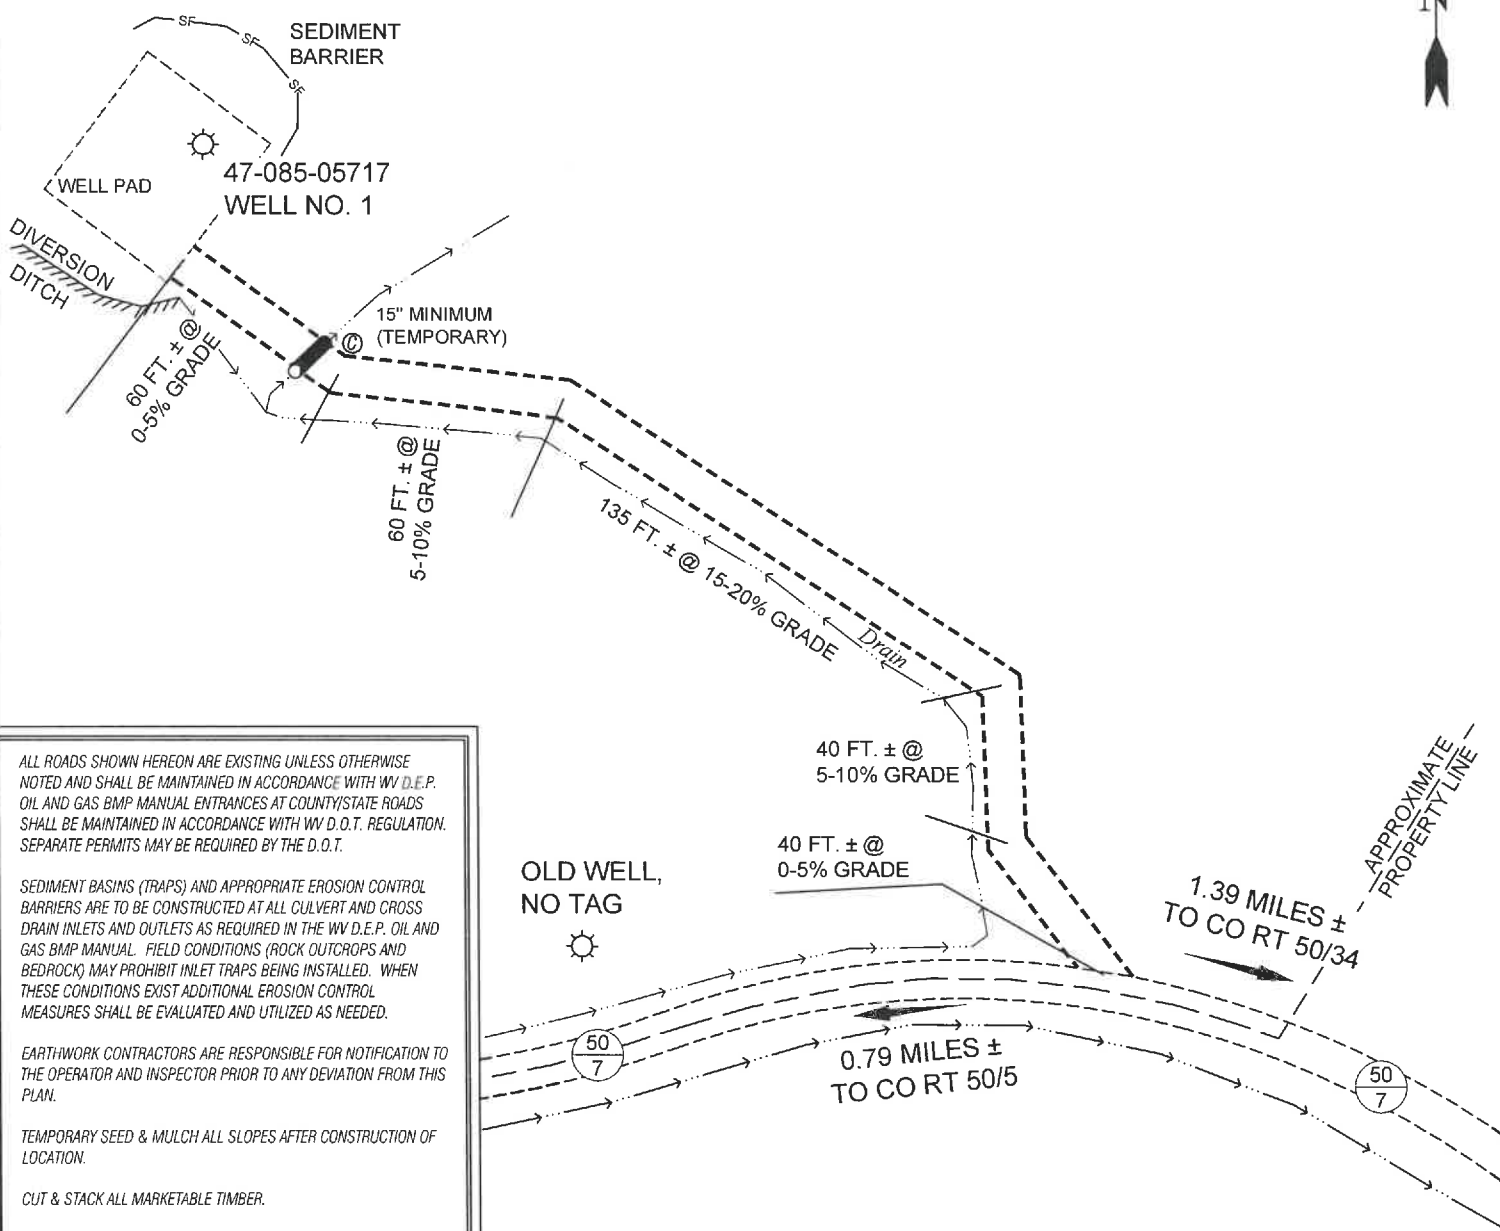 N
SF
SF
SF
SEDIMENT
BARRIER
47-085-05717
WELL NO. 1
WELL PAD
DIVERSION
DITCH
15" MINIMUM
(TEMPORARY)
C
60 FT. ± @
0-5% GRADE
60 FT. ± @
5-10% GRADE
135 FT. ± @ 15-20% GRADE
Drain
40 FT. ± @
5-10% GRADE
40 FT. ± @
0-5% GRADE
APPROXIMATE
PROPERTY LINE
OLD WELL,
NO TAG
1.39 MILES ±
TO CO RT 50/34
0.79 MILES ±
TO CO RT 50/5
50
7
50
7
ALL ROADS SHOWN HEREON ARE EXISTING UNLESS OTHERWISE
NOTED AND SHALL BE MAINTAINED IN ACCORDANCE WITH WV D.E.P.
OIL AND GAS BMP MANUAL ENTRANCES AT COUNTY/STATE ROADS
SHALL BE MAINTAINED IN ACCORDANCE WITH WV D.O.T. REGULATION.
SEPARATE PERMITS MAY BE REQUIRED BY THE D.O.T.
SEDIMENT BASINS (TRAPS) AND APPROPRIATE EROSION CONTROL
BARRIERS ARE TO BE CONSTRUCTED AT ALL CULVERT AND CROSS
DRAIN INLETS AND OUTLETS AS REQUIRED IN THE WV D.E.P. OIL AND
GAS BMP MANUAL. FIELD CONDITIONS (ROCK OUTCROPS AND
BEDROCK) MAY PROHIBIT INLET TRAPS BEING INSTALLED. WHEN
THESE CONDITIONS EXIST ADDITIONAL EROSION CONTROL
MEASURES SHALL BE EVALUATED AND UTILIZED AS NEEDED.
EARTHWORK CONTRACTORS ARE RESPONSIBLE FOR NOTIFICATION TO
THE OPERATOR AND INSPECTOR PRIOR TO ANY DEVIATION FROM THIS
PLAN.
TEMPORARY SEED & MULCH ALL SLOPES AFTER CONSTRUCTION OF
LOCATION.
CUT & STACK ALL MARKETABLE TIMBER.